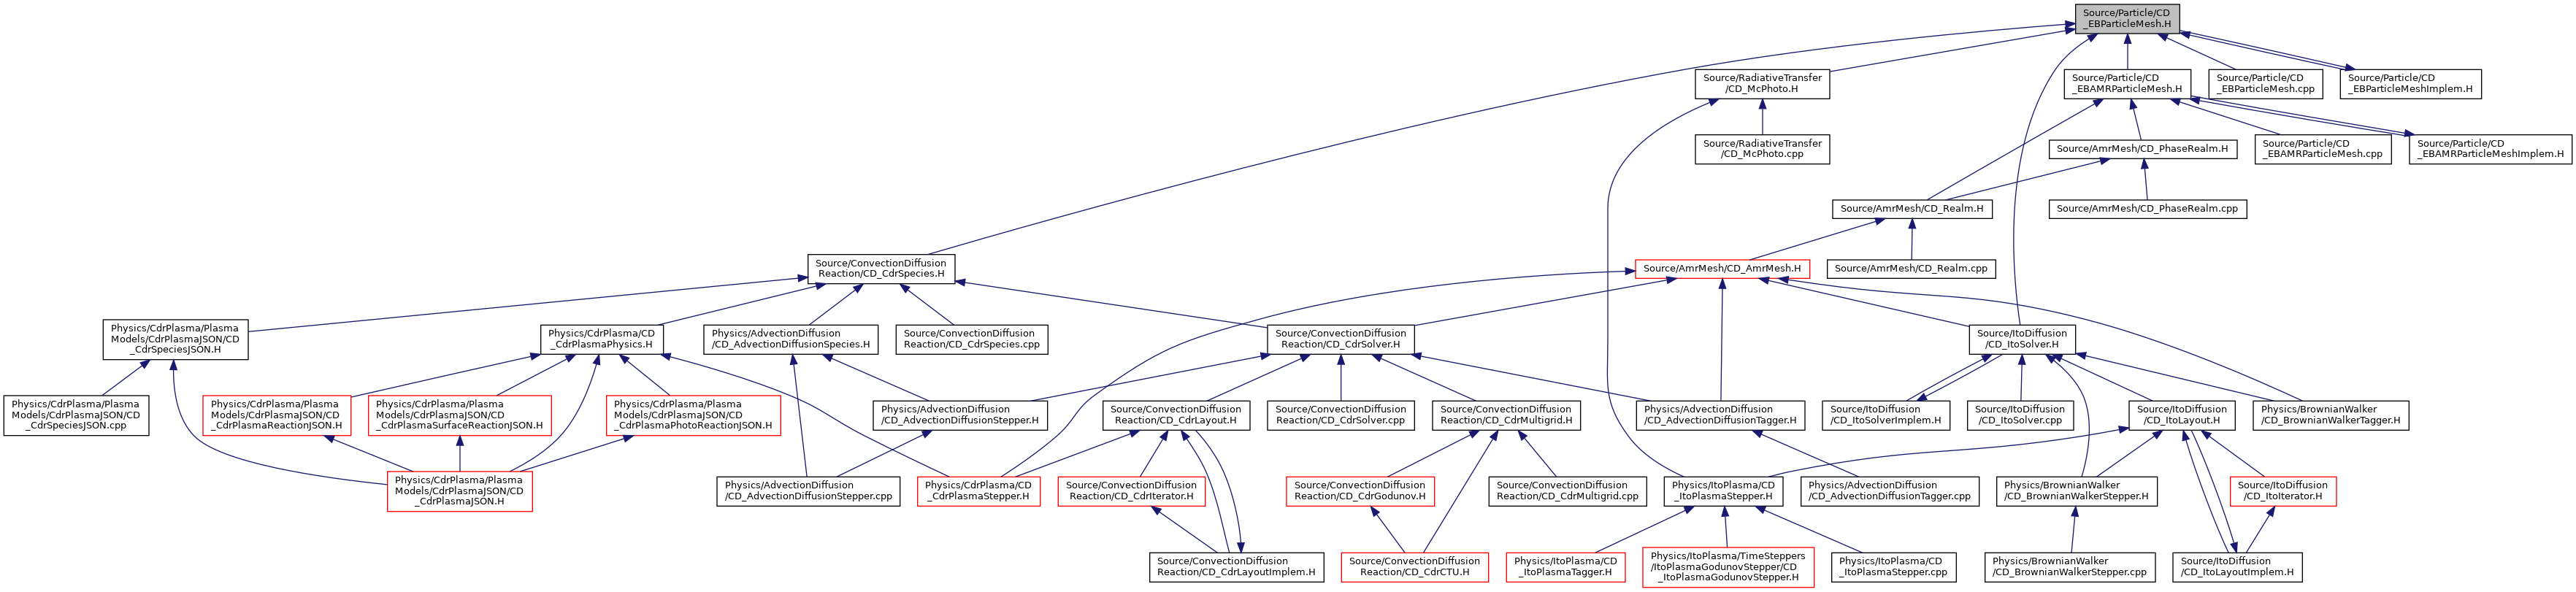 Source/Particle/CD
_EBParticleMesh.H
Source/RadiativeTransfer
/CD_McPhoto.H
Source/Particle/CD
_EBAMRParticleMesh.H
Source/Particle/CD
_EBParticleMesh.cpp
Source/Particle/CD
_EBParticleMeshImplem.H
Source/RadiativeTransfer
/CD_McPhoto.cpp
Source/AmrMesh/CD_PhaseRealm.H
Source/Particle/CD
_EBAMRParticleMesh.cpp
Source/Particle/CD
_EBAMRParticleMeshImplem.H
Source/AmrMesh/CD_Realm.H
Source/AmrMesh/CD_PhaseRealm.cpp
Source/ConvectionDiffusion
Reaction/CD_CdrSpecies.H
Source/AmrMesh/CD_AmrMesh.H
Source/AmrMesh/CD_Realm.cpp
Physics/CdrPlasma/Plasma
Models/CdrPlasmaJSON/CD
_CdrSpeciesJSON.H
Physics/CdrPlasma/CD
_CdrPlasmaPhysics.H
Physics/AdvectionDiffusion
/CD_AdvectionDiffusionSpecies.H
Source/ConvectionDiffusion
Reaction/CD_CdrSpecies.cpp
Source/ConvectionDiffusion
Reaction/CD_CdrSolver.H
Source/ItoDiffusion
/CD_ItoSolver.H
Physics/CdrPlasma/Plasma
Models/CdrPlasmaJSON/CD
_CdrSpeciesJSON.cpp
Physics/CdrPlasma/Plasma
Models/CdrPlasmaJSON/CD
_CdrPlasmaReactionJSON.H
Physics/CdrPlasma/Plasma
Models/CdrPlasmaJSON/CD
_CdrPlasmaSurfaceReactionJSON.H
Physics/CdrPlasma/Plasma
Models/CdrPlasmaJSON/CD
_CdrPlasmaPhotoReactionJSON.H
Physics/AdvectionDiffusion
/CD_AdvectionDiffusionStepper.H
Source/ConvectionDiffusion
Reaction/CD_CdrLayout.H
Source/ConvectionDiffusion
Reaction/CD_CdrSolver.cpp
Source/ConvectionDiffusion
Reaction/CD_CdrMultigrid.H
Physics/AdvectionDiffusion
/CD_AdvectionDiffusionTagger.H
Source/ItoDiffusion
/CD_ItoSolverImplem.H
Source/ItoDiffusion
/CD_ItoSolver.cpp
Source/ItoDiffusion
/CD_ItoLayout.H
Physics/BrownianWalker
/CD_BrownianWalkerTagger.H
Physics/CdrPlasma/Plasma
Models/CdrPlasmaJSON/CD
_CdrPlasmaJSON.H
Physics/AdvectionDiffusion
/CD_AdvectionDiffusionStepper.cpp
Physics/CdrPlasma/CD
_CdrPlasmaStepper.H
Source/ConvectionDiffusion
Reaction/CD_CdrIterator.H
Source/ConvectionDiffusion
Reaction/CD_CdrGodunov.H
Source/ConvectionDiffusion
Reaction/CD_CdrMultigrid.cpp
Physics/ItoPlasma/CD
_ItoPlasmaStepper.H
Physics/AdvectionDiffusion
/CD_AdvectionDiffusionTagger.cpp
Physics/BrownianWalker
/CD_BrownianWalkerStepper.H
Source/ItoDiffusion
/CD_ItoIterator.H
Source/ConvectionDiffusion
Reaction/CD_CdrLayoutImplem.H
Source/ConvectionDiffusion
Reaction/CD_CdrCTU.H
Physics/ItoPlasma/CD
_ItoPlasmaTagger.H
Physics/ItoPlasma/TimeSteppers
/ItoPlasmaGodunovStepper/CD
_ItoPlasmaGodunovStepper.H
Physics/ItoPlasma/CD
_ItoPlasmaStepper.cpp
Physics/BrownianWalker
/CD_BrownianWalkerStepper.cpp
Source/ItoDiffusion
/CD_ItoLayoutImplem.H